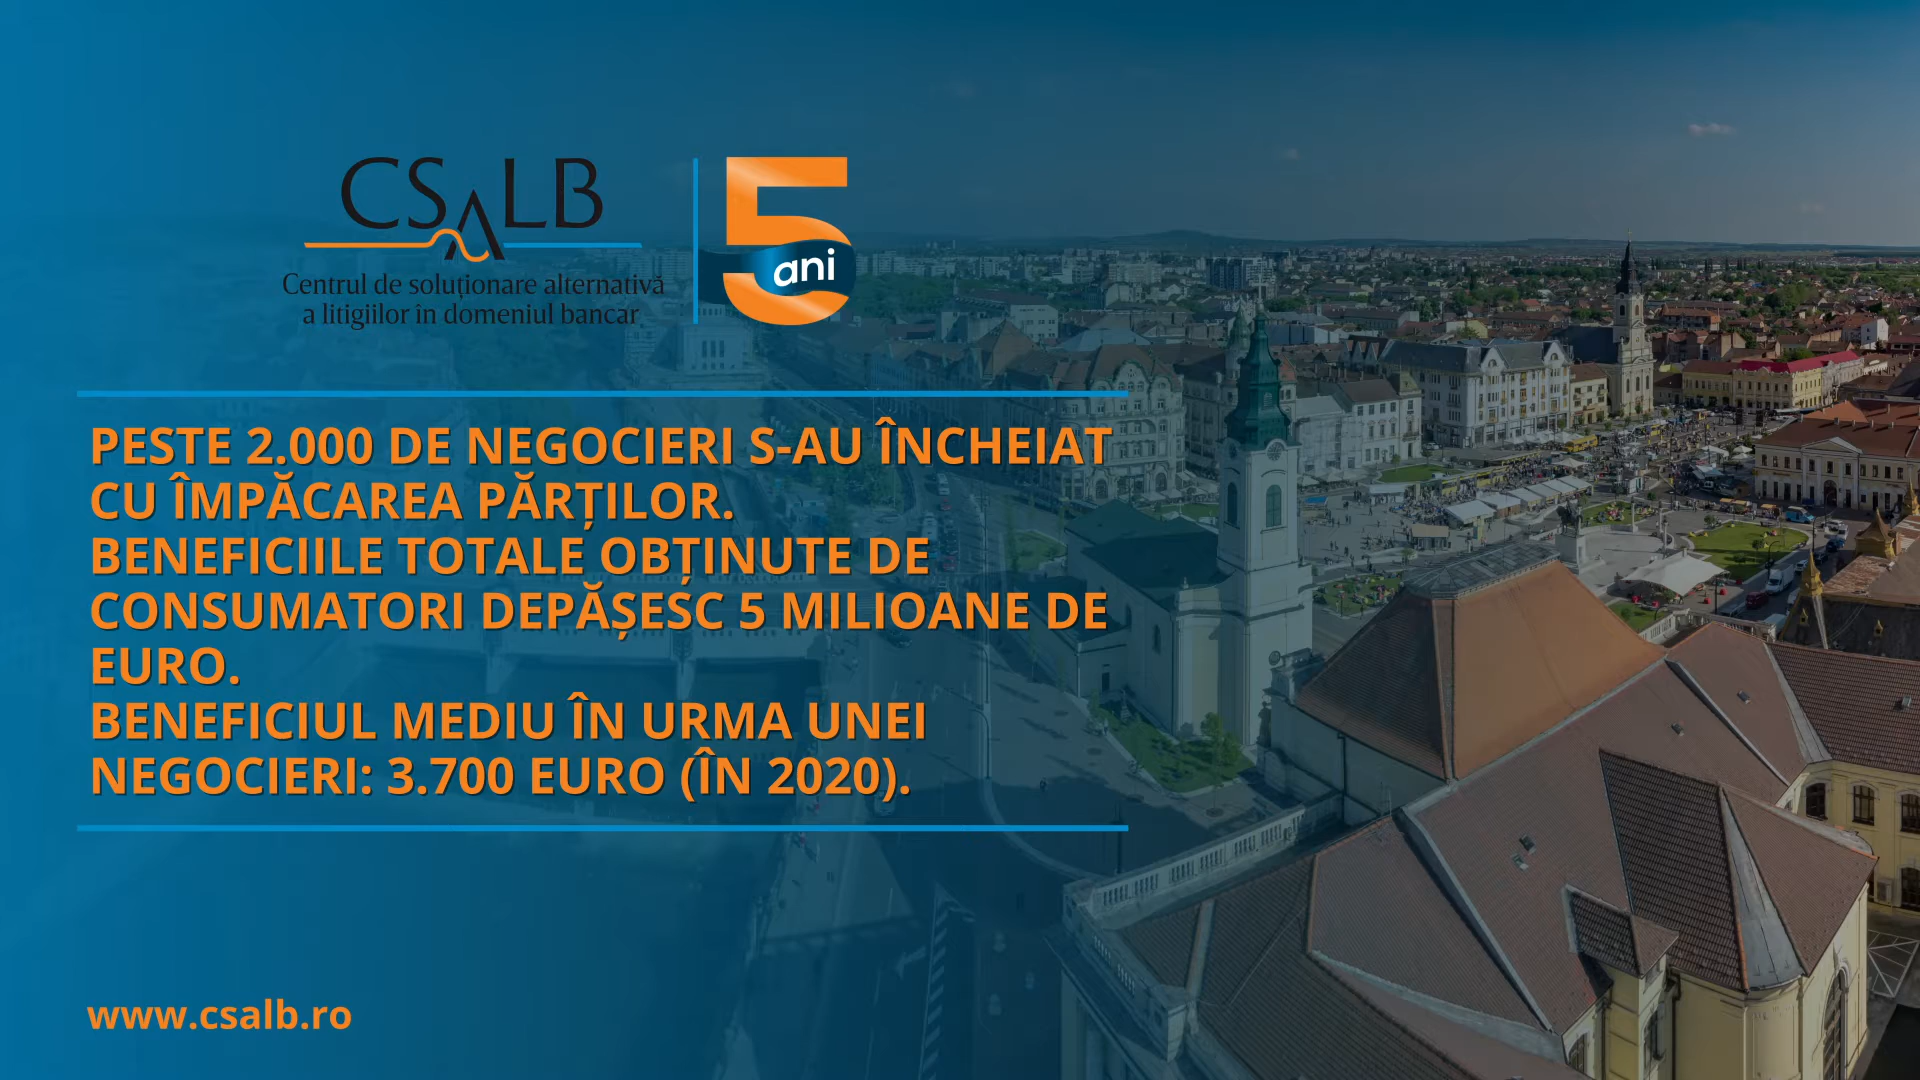 CSALB
Centrul de soluționare alternativă
a litigiilor în domeniul bancar
5
ani
PESTE 2.000 DE NEGOCIERI S-AU ÎNCHEIAT
CU ÎMPĂCAREA PĂRȚILOR.
BENEFICIILE TOTALE OBȚINUTE DE
CONSUMATORI DEPĂȘESC 5 MILIOANE DE
EURO.
BENEFICIUL MEDIU ÎN URMA UNEI
NEGOCIERI: 3.700 EURO (ÎN 2020).
www.csalb.ro